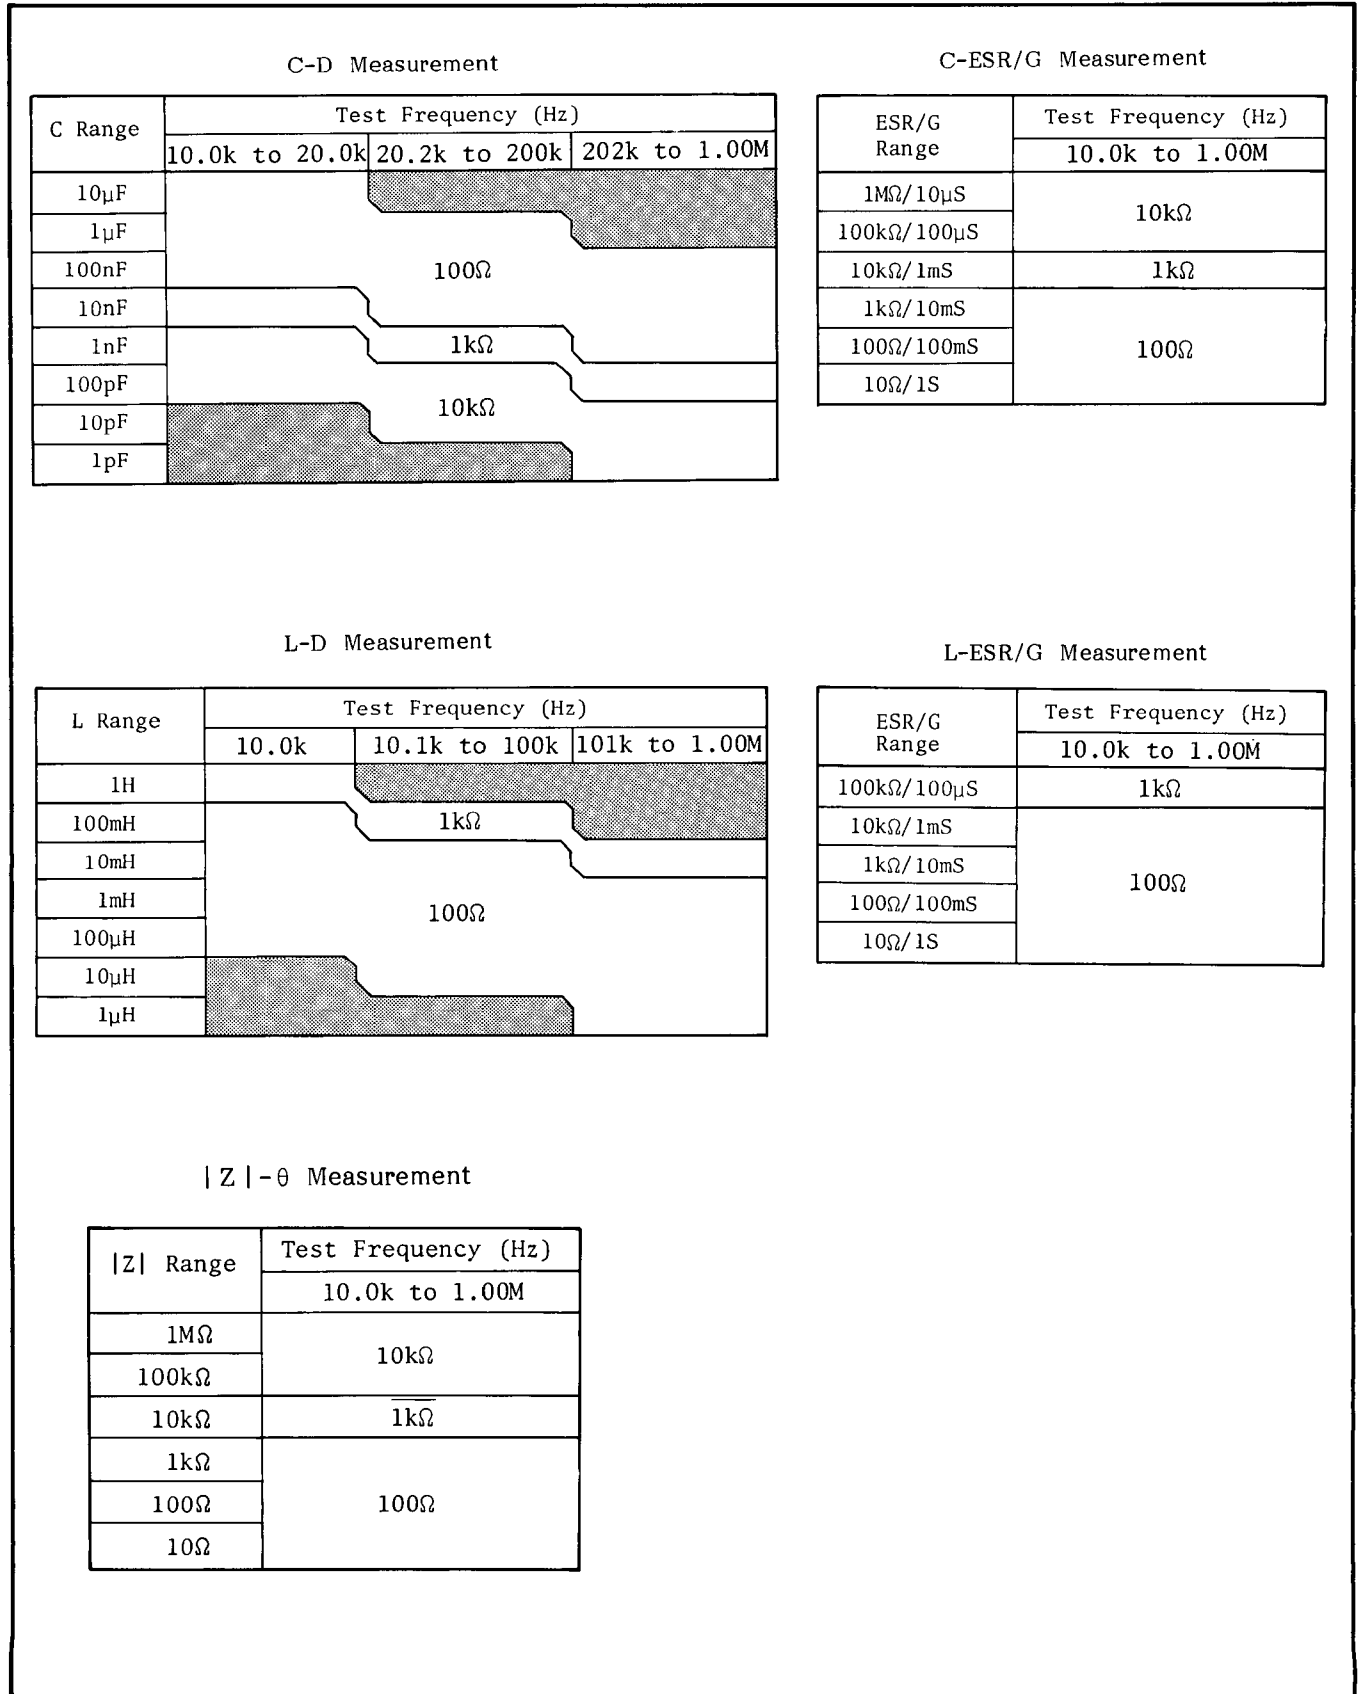 C-D Measurement
C Range
Test Frequency (Hz)
10.0k to 20.0k 20.2k to 200k 202k to 1.00M
10µF
1µF
100nF
100Ω
10nF
1nF
1kΩ
100pF
10kΩ
10pF
1pF
C-ESR/G Measurement
ESR/G
Range
Test Frequency (Hz)
10.0k to 1.00M
1MΩ/10µS
10kΩ
100kΩ/100µS
10kΩ/1mS
1kΩ
1kΩ/10mS
100Ω/100mS
100Ω
10Ω/1S
L-D Measurement
L Range
Test Frequency (Hz)
10.0k 10.1k to 100k 101k to 1.00M
1H
100mH
1kΩ
10mH
1mH
100Ω
100µH
10µH
1µH
L-ESR/G Measurement
ESR/G
Range
Test Frequency (Hz)
10.0k to 1.00M
100kΩ/100µS
1kΩ
10kΩ/1mS
1kΩ/10mS
100Ω
100Ω/100mS
10Ω/1S
|Z|-θ Measurement
|Z| Range
Test Frequency (Hz)
10.0k to 1.00M
1MΩ
10kΩ
100kΩ
10kΩ
1kΩ
1kΩ
100Ω
100Ω
10Ω